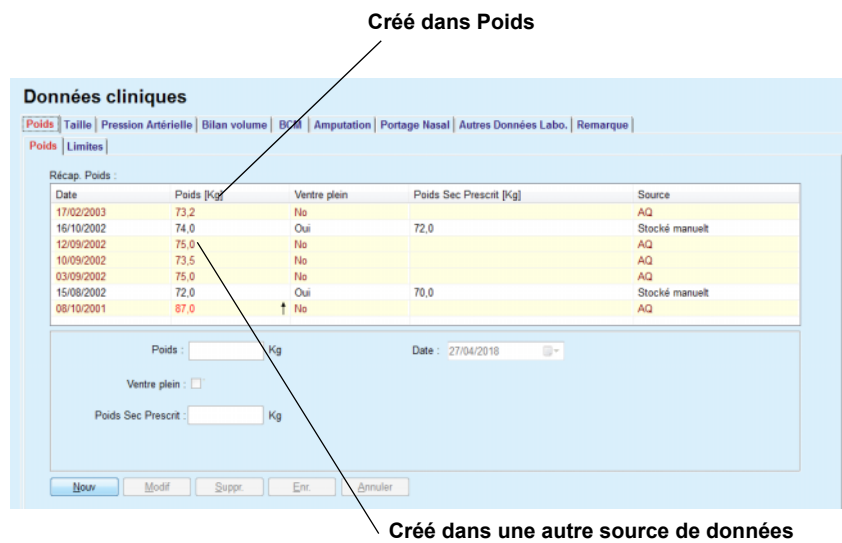 Créé dans Poids
Données cliniques
Poids Taille Pression Artérielle Bilan volume BCM Amputation Portage Nasal Autres Données Labo. Remarque
Poids Limites
Récap. Poids :
Date Poids [Kg] Ventre plein Poids Sec Prescrit [Kg] Source
17/02/2003 73,2 No AQ
16/10/2002 74,0 Oui 72,0 Stocké manuelt
12/09/2002 75,0 No AQ
10/09/2002 73,5 No AQ
03/09/2002 75,0 No AQ
15/08/2002 72,0 Oui 70,0 Stocké manuelt
08/10/2001 87,0 ↑ No AQ
Poids : Kg Date : 27/04/2018
Ventre plein :
Poids Sec Prescrit : Kg
Nouv Modif Suppr. Enr. Annuler
Créé dans une autre source de données